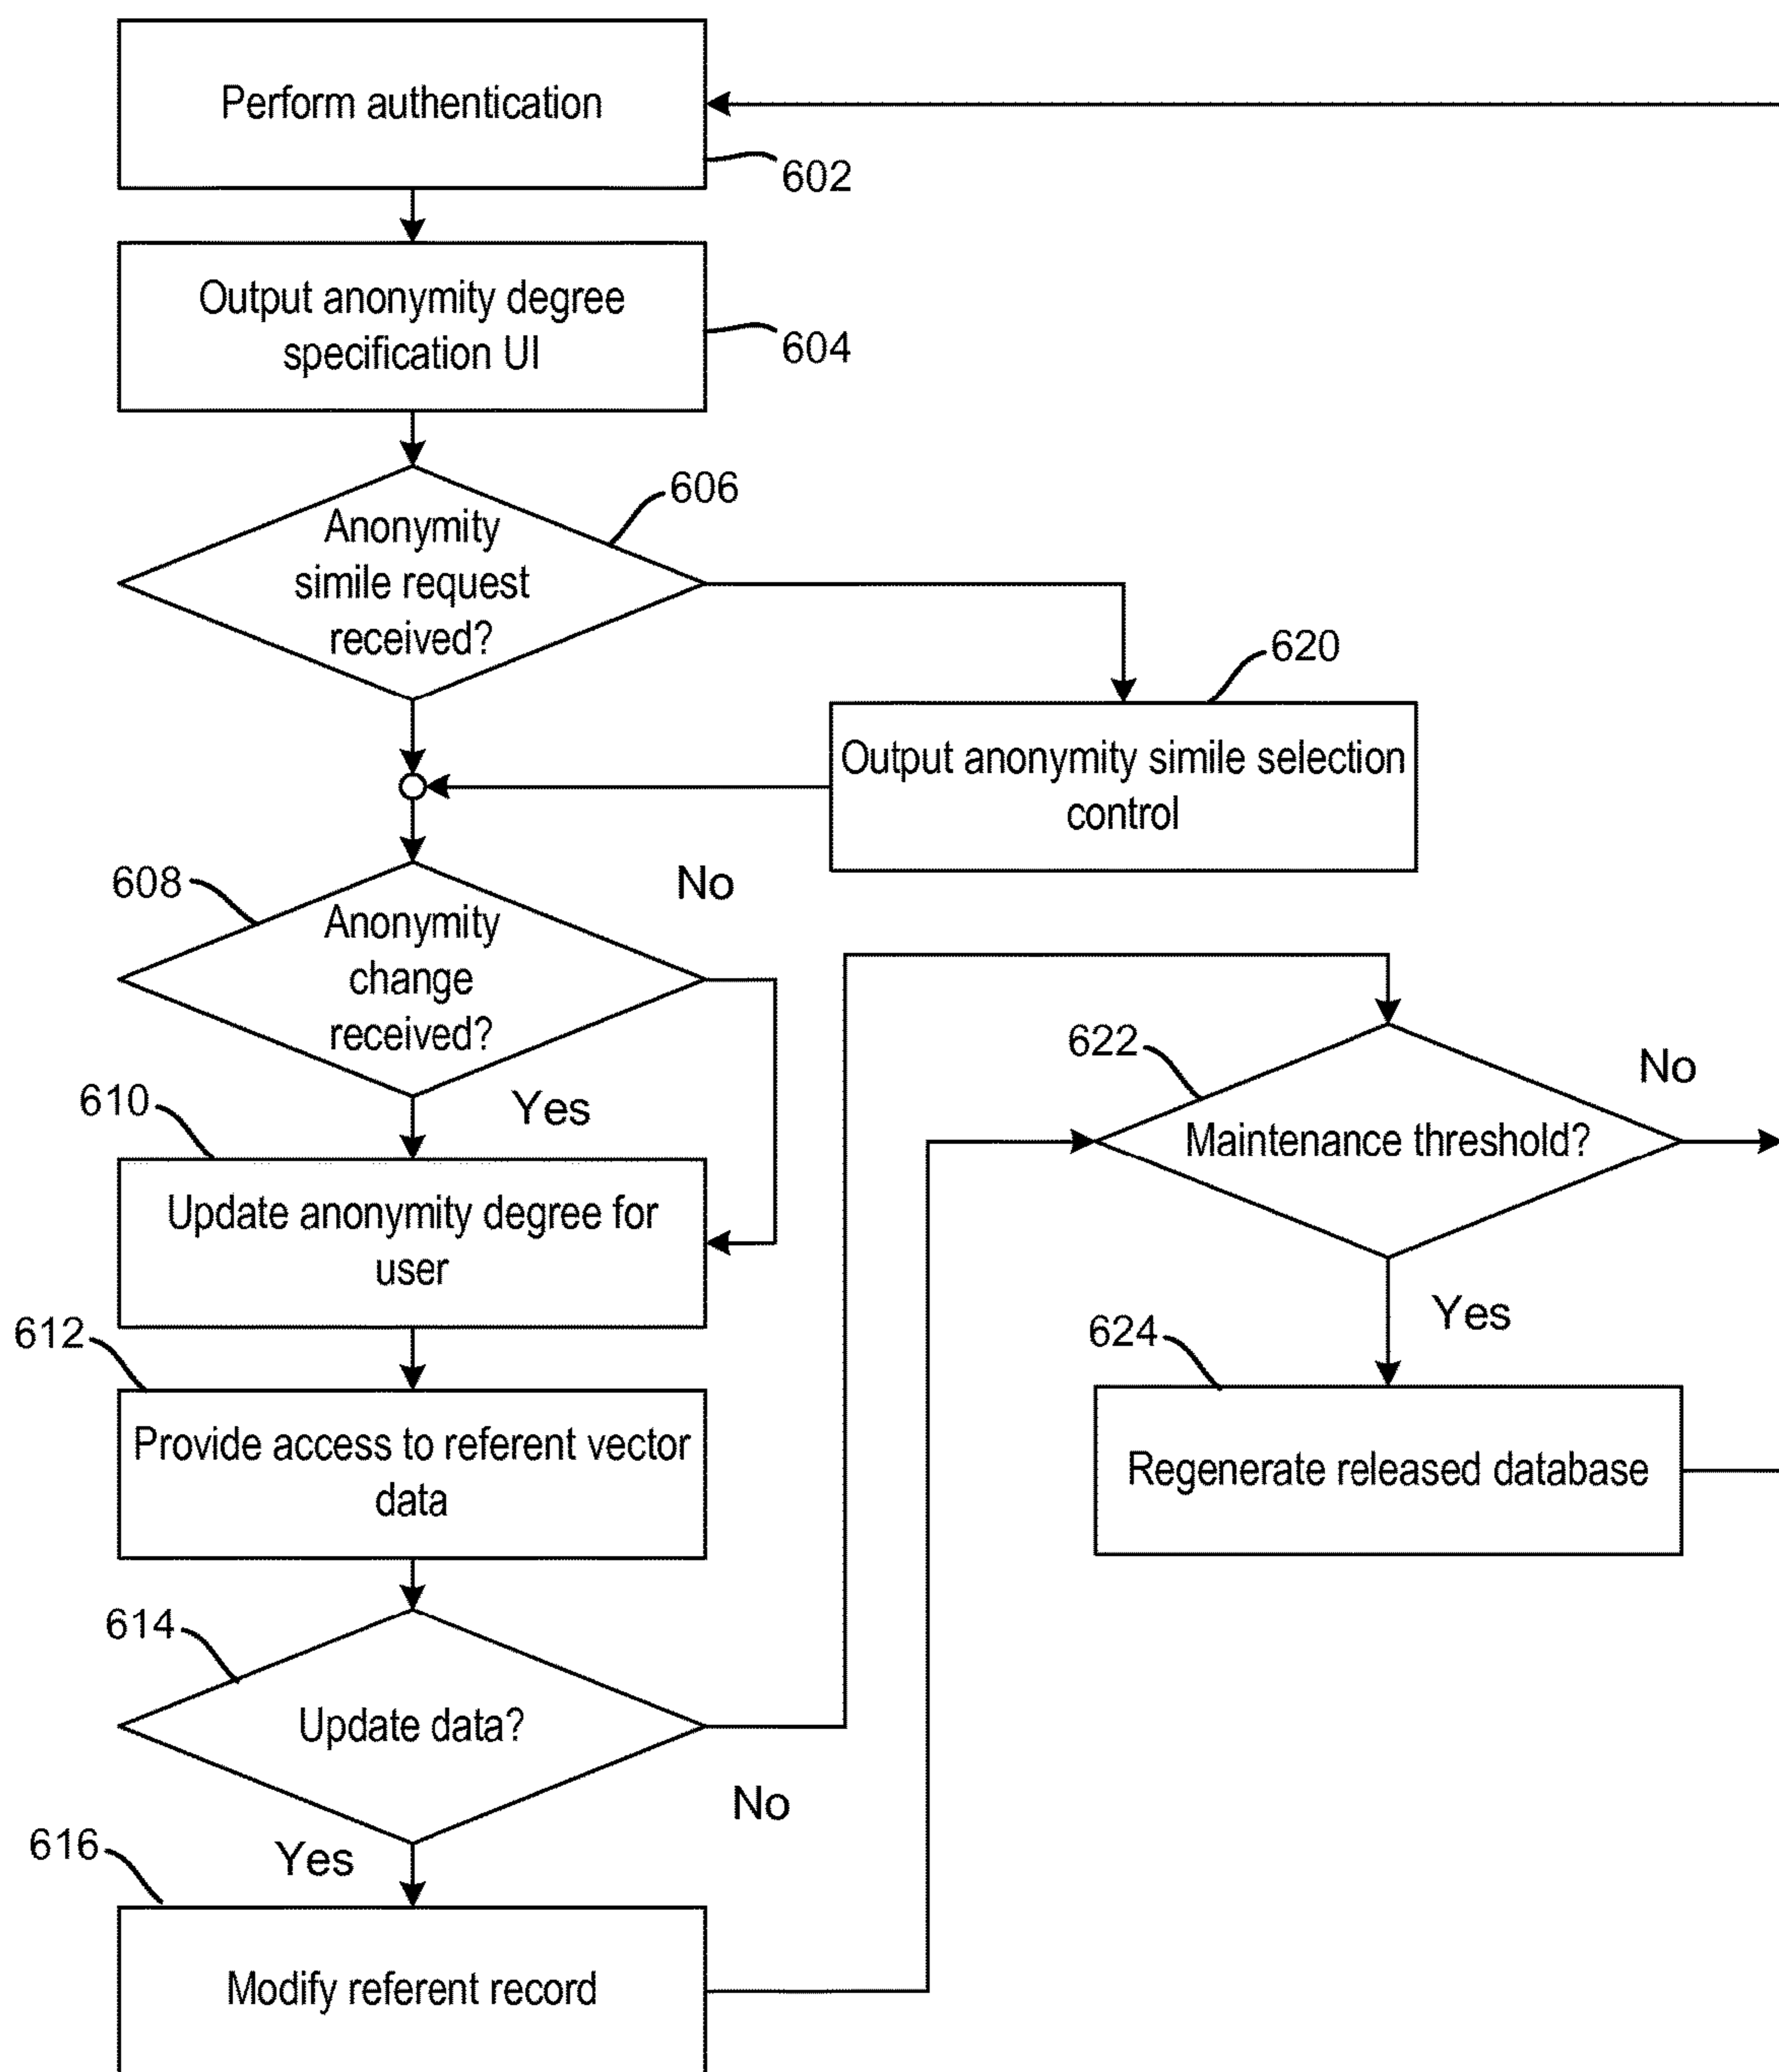 Perform authentication
602
Output anonymity degree
specification UI
604
606
Anonymity
simile request
received?
620
Output anonymity simile selection
control
608
No
Anonymity
change
received?
622
No
610
Yes
Maintenance threshold?
Update anonymity degree for
user
612
624
Yes
Provide access to referent vector
data
Regenerate released database
614
Update data?
No
616
Yes
Modify referent record